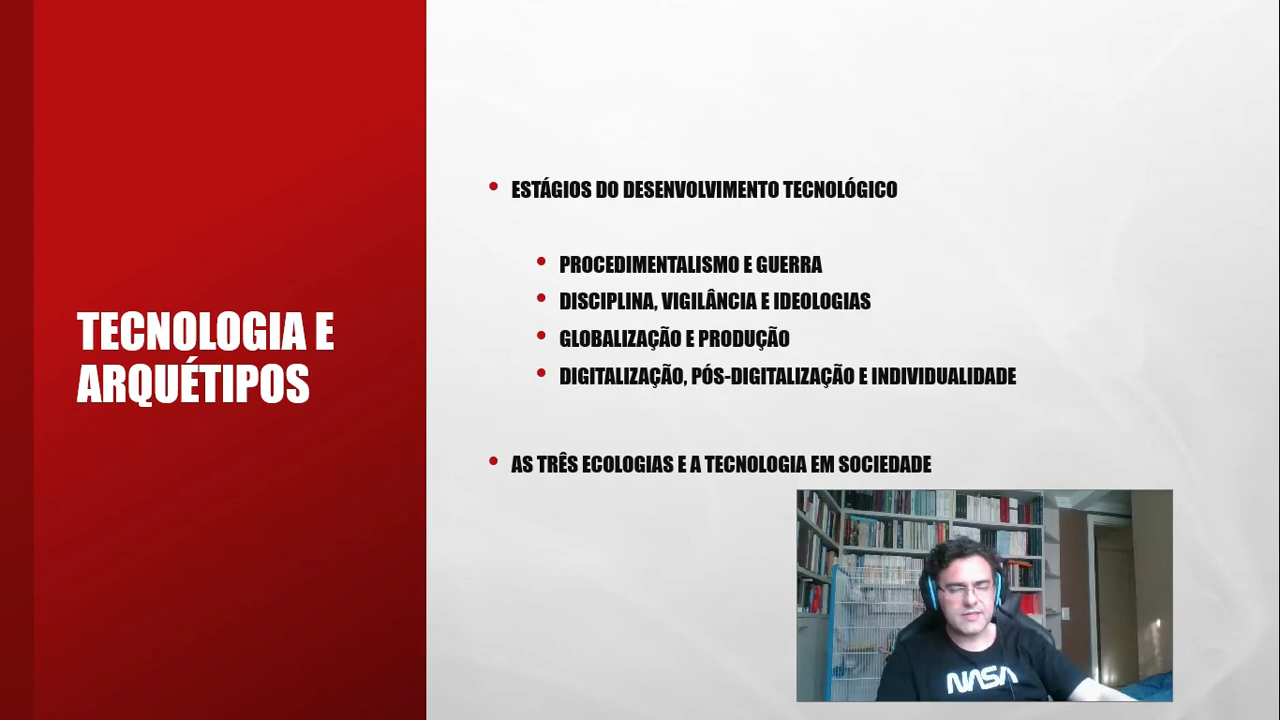 TECNOLOGIA E
ARQUÉTIPOS
ESTÁGIOS DO DESENVOLVIMENTO TECNOLÓGICO
PROCEDIMENTALISMO E GUERRA
DISCIPLINA, VIGILÂNCIA E IDEOLOGIAS
GLOBALIZAÇÃO E PRODUÇÃO
DIGITALIZAÇÃO, PÓS-DIGITALIZAÇÃO E INDIVIDUALIDADE
AS TRÊS ECOLOGIAS E A TECNOLOGIA EM SOCIEDADE
NASA